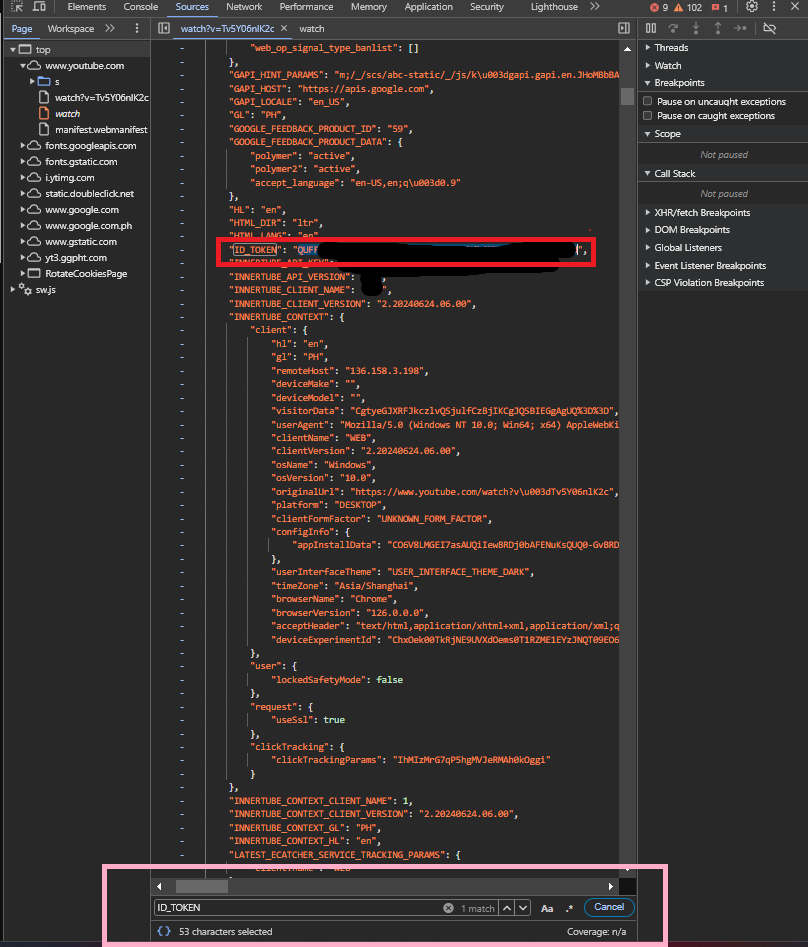 Elements Console Sources Network Performance Memory Application Security Lighthouse 9 102 1
Page Workspace
watch?v=Tv5Y06nlK2c watch
top
www.youtube.com
s
watch?v=Tv5Y06nlK2c
watch
manifest.webmanifest
fonts.googleapis.com
fonts.gstatic.com
i.ytimg.com
static.doubleclick.net
www.google.com
www.google.com.ph
www.gstatic.com
yt3.ggpht.com
RotateCookiesPage
sw.js
"web_op_signal_type_banlist": []
},
"GAPI_HINT_PARAMS": "m;/_/scs/abc-static/_/js/k\u003dgapi.gapi.en.JHoMBbBA
"GAPI_HOST": "https://apis.google.com",
"GAPI_LOCALE": "en_US",
"GL": "PH",
"GOOGLE_FEEDBACK_PRODUCT_ID": "59",
"GOOGLE_FEEDBACK_PRODUCT_DATA": {
"polymer": "active",
"polymer2": "active",
"accept_language": "en-US,en;q\u003d0.9"
},
"HL": "en",
"HTML_DIR": "ltr",
"HTML_LANG": "en",
"ID_TOKEN": "QUFF ",
"INNERTUBE_API_KEY":
"INNERTUBE_API_VERSION":
"INNERTUBE_CLIENT_NAME": ",
"INNERTUBE_CLIENT_VERSION": "2.20240624.06.00",
"INNERTUBE_CONTEXT": {
"client": {
"hl": "en",
"gl": "PH",
"remoteHost": "136.158.3.198",
"deviceMake": "",
"deviceModel": "",
"visitorData": "CgtyeGJXRFJkczlvQSjulfCzBjIKCgJQSBIEGgAgUQ%3D%3D",
"userAgent": "Mozilla/5.0 (Windows NT 10.0; Win64; x64) AppleWebKi
"clientName": "WEB",
"clientVersion": "2.20240624.06.00",
"osName": "Windows",
"osVersion": "10.0",
"originalUrl": "https://www.youtube.com/watch?v\u003dTv5Y06nlK2c",
"platform": "DESKTOP",
"clientFormFactor": "UNKNOWN_FORM_FACTOR",
"configInfo": {
"appInstallData": "CO6V8LMGEI7asAUQiIewBRDj0bAFENuKsQUQ0-GvBRD
},
"userInterfaceTheme": "USER_INTERFACE_THEME_DARK",
"timeZone": "Asia/Shanghai",
"browserName": "Chrome",
"browserVersion": "126.0.0.0",
"acceptHeader": "text/html,application/xhtml+xml,application/xml;q
"deviceExperimentId": "ChxOek00TkRjNE9UVXdOems0T1RZME1EYzJNQT09EO6
},
"user": {
"lockedSafetyMode": false
},
"request": {
"useSsl": true
},
"clickTracking": {
"clickTrackingParams": "IhMIzMrG7qP5hgMVJeRMAh0kOggi"
}
},
"INNERTUBE_CONTEXT_CLIENT_NAME": 1,
"INNERTUBE_CONTEXT_CLIENT_VERSION": "2.20240624.06.00",
"INNERTUBE_CONTEXT_GL": "PH",
"INNERTUBE_CONTEXT_HL": "en",
"LATEST_ECATCHER_SERVICE_TRACKING_PARAMS": {
"client.name": "WEB"
ID_TOKEN 1 match Aa .* Cancel
{} 53 characters selected Coverage: n/a
Threads
Watch
Breakpoints
Pause on uncaught exceptions
Pause on caught exceptions
Scope
Not paused
Call Stack
Not paused
XHR/fetch Breakpoints
DOM Breakpoints
Global Listeners
Event Listener Breakpoints
CSP Violation Breakpoints